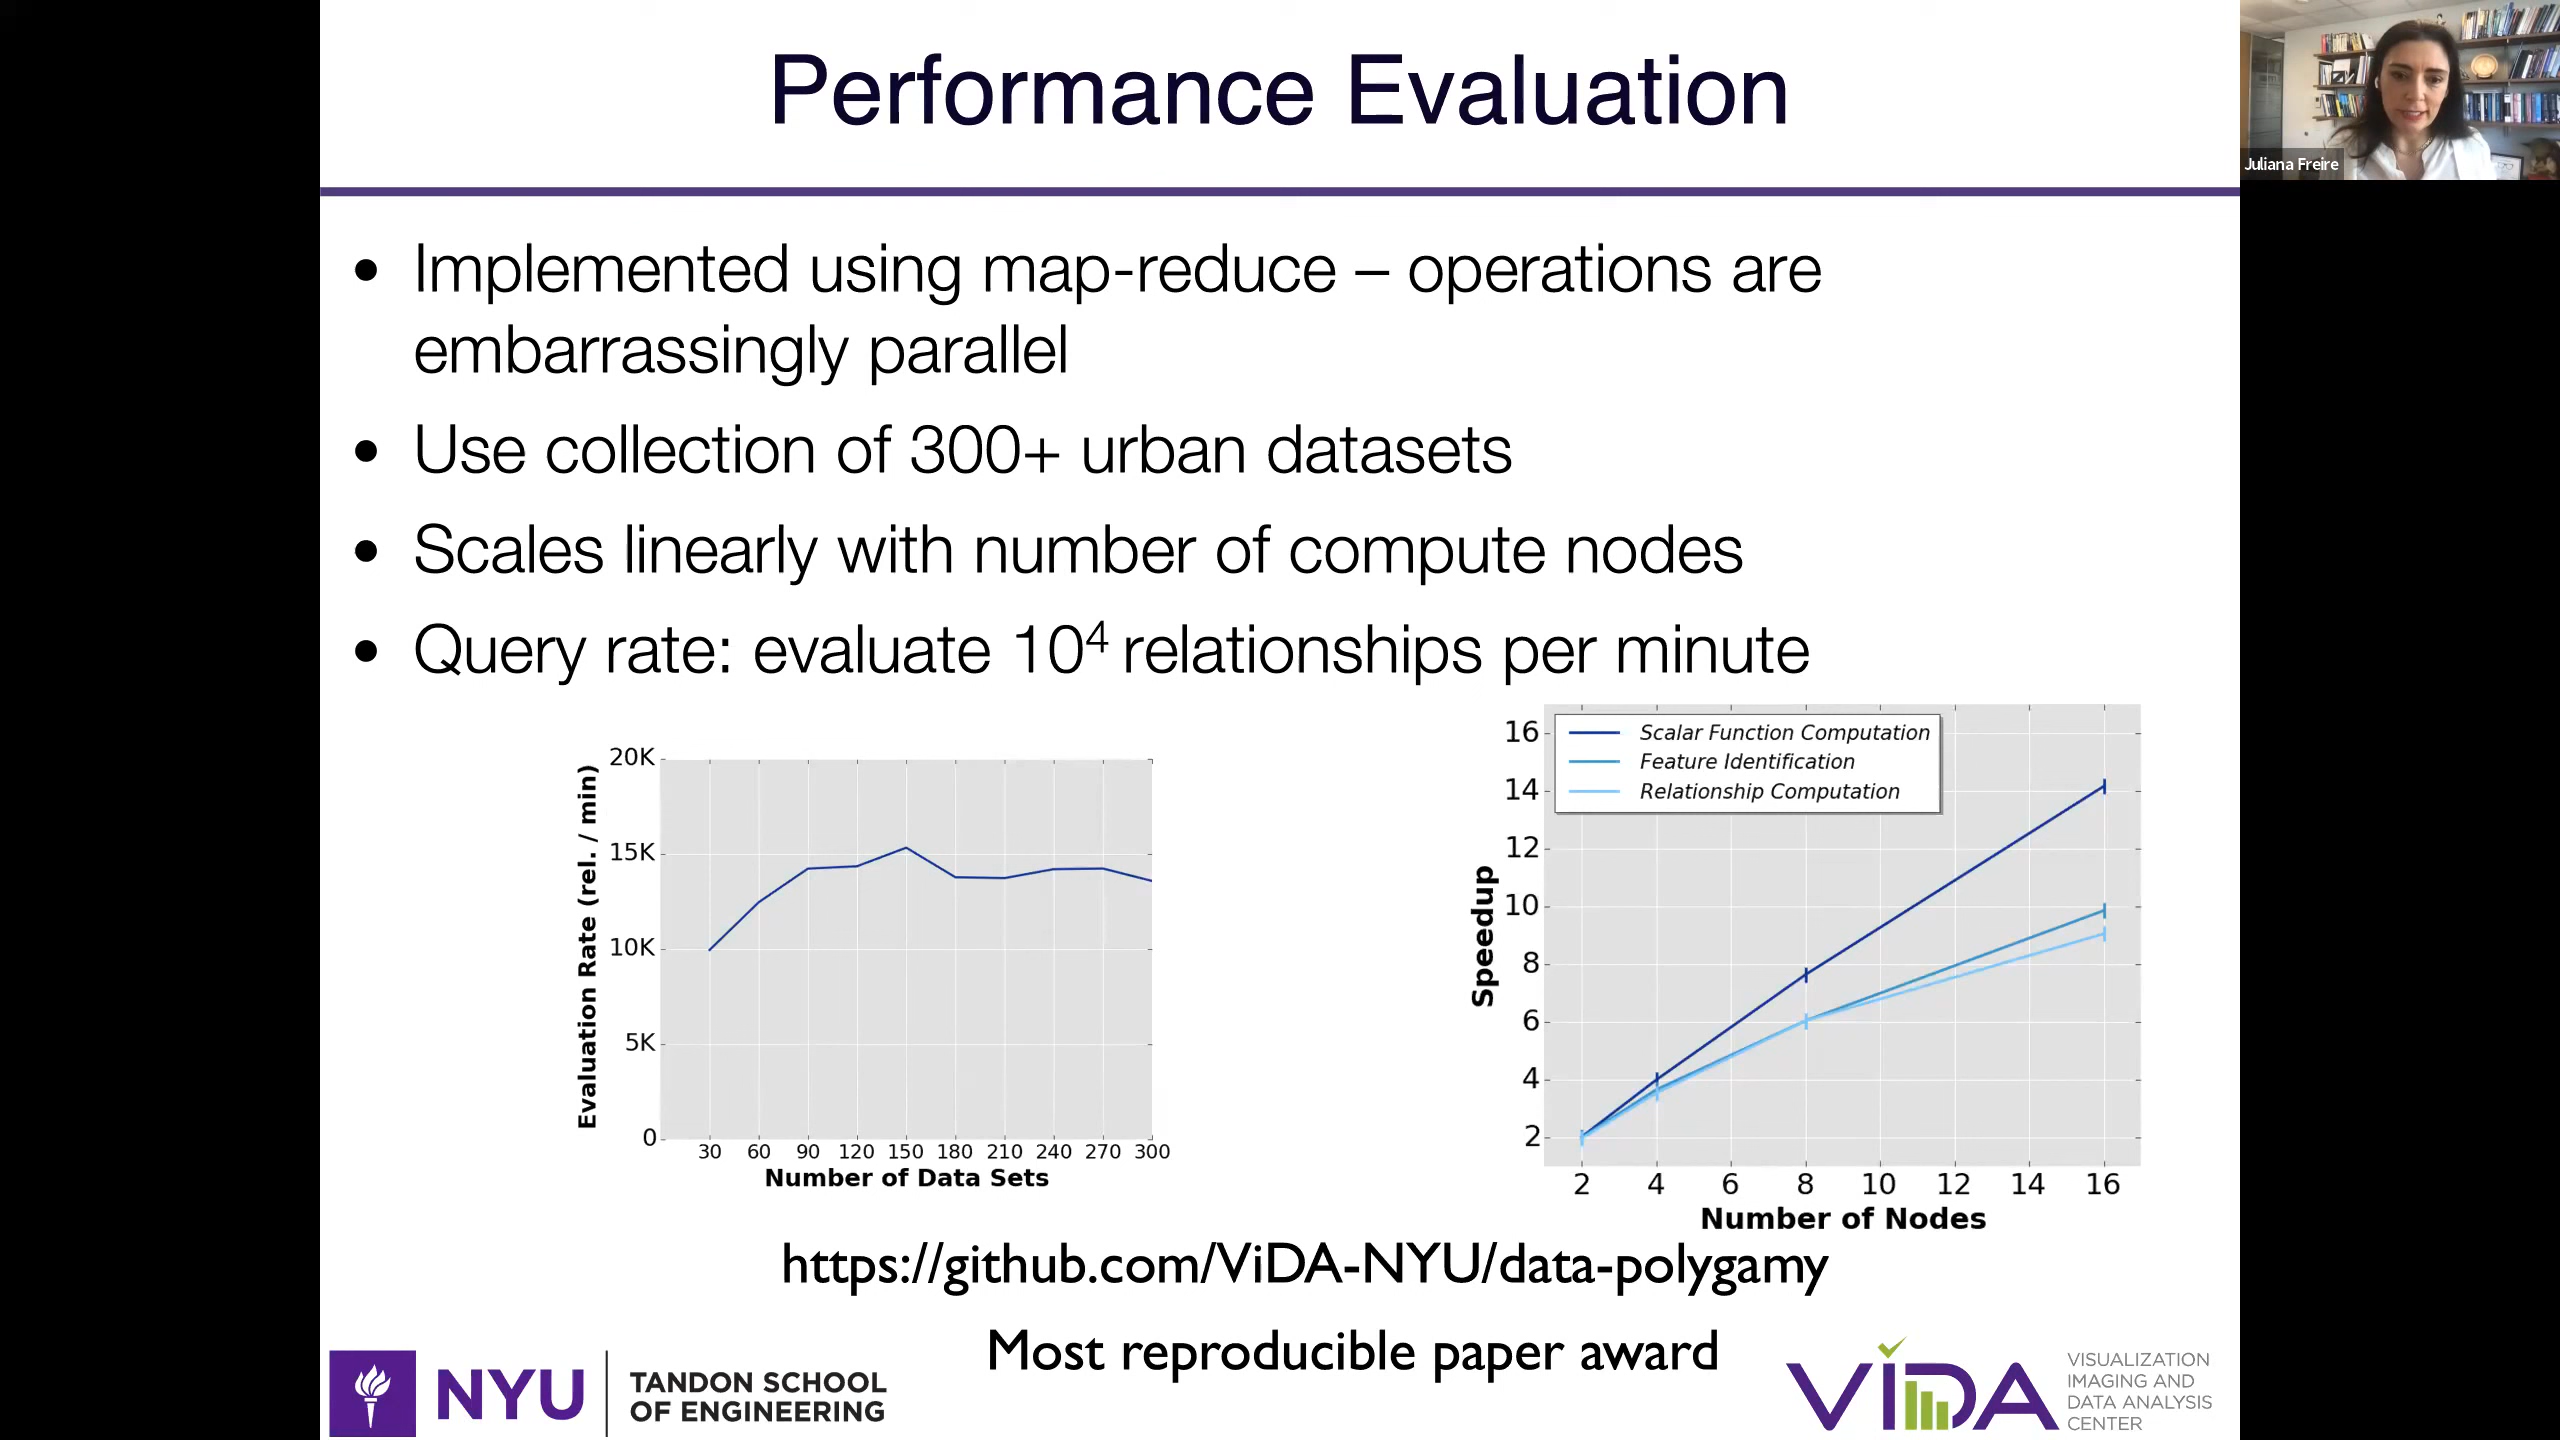 Performance Evaluation
Juliana Freire
• Implemented using map-reduce – operations are
embarrassingly parallel
• Use collection of 300+ urban datasets
• Scales linearly with number of compute nodes
• Query rate: evaluate 10⁴ relationships per minute
Evaluation Rate (rel. / min)
20K
15K
10K
5K
0
30 60 90 120 150 180 210 240 270 300
Number of Data Sets
Speedup
16
14
12
10
8
6
4
2
Scalar Function Computation
Feature Identification
Relationship Computation
2 4 6 8 10 12 14 16
Number of Nodes
https://github.com/ViDA-NYU/data-polygamy
Most reproducible paper award
NYU
TANDON SCHOOL
OF ENGINEERING
ViDA
VISUALIZATION
IMAGING AND
DATA ANALYSIS
CENTER